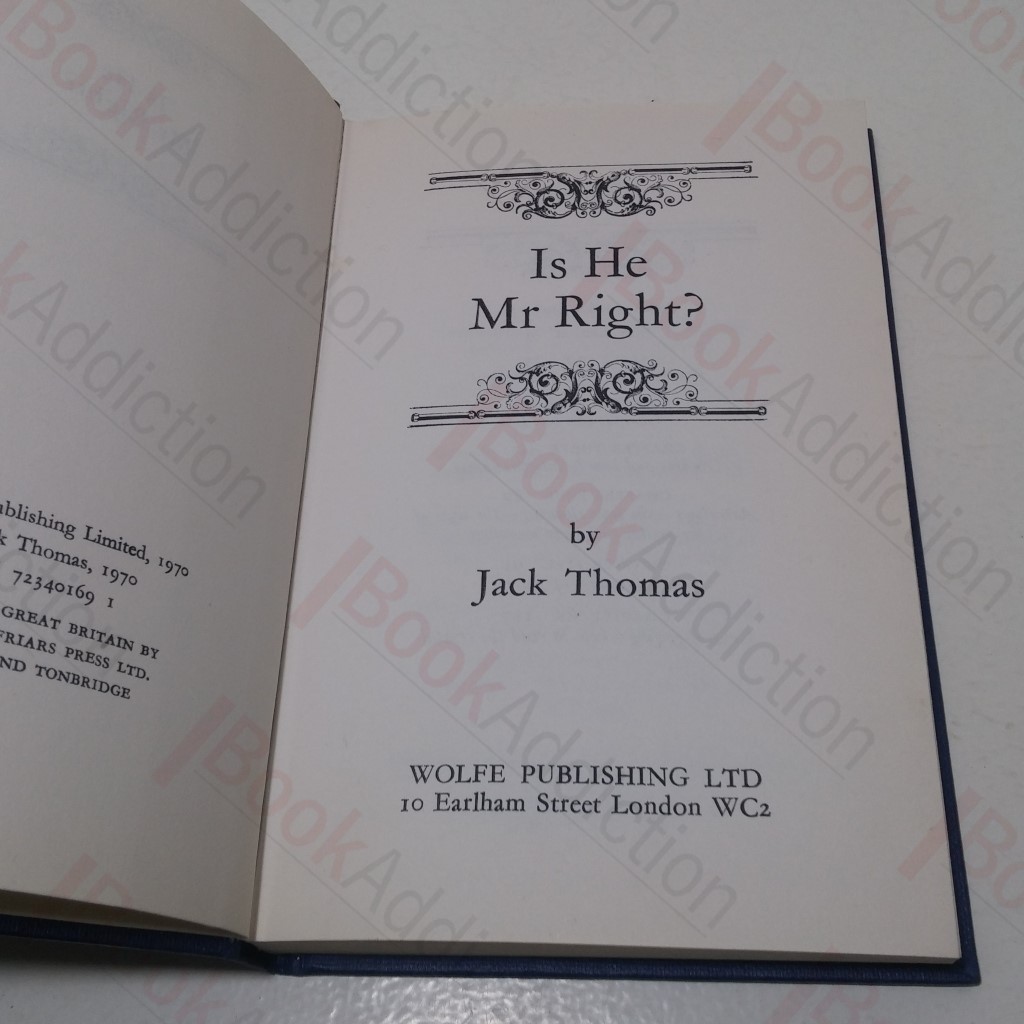 ublishing Limited, 1970
k Thomas, 1970
72340169 1
GREAT BRITAIN BY
FRIARS PRESS LTD.
ND TONBRIDGE
Is He
Mr Right?
by
Jack Thomas
WOLFE PUBLISHING LTD
10 Earlham Street London WC2
BookAddiction